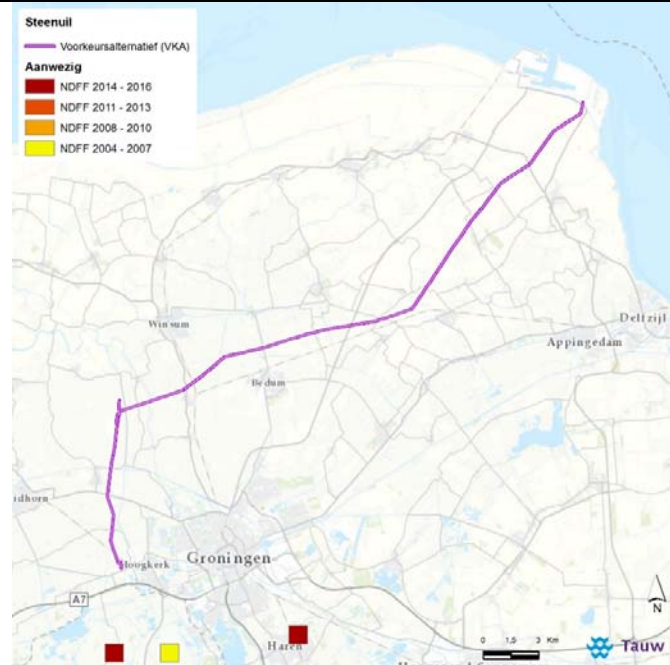 Steenuil
Voorkeursalternatief (VKA)
Aanwezig
NDFF 2014 - 2016
NDFF 2011 - 2013
NDFF 2008 - 2010
NDFF 2004 - 2007
Winsum
Delfzijl
Appingedam
Bedum
idhorn
Hoogkerk
Groningen
A7
Haren
N
0 1,5 3 Km
Tauw